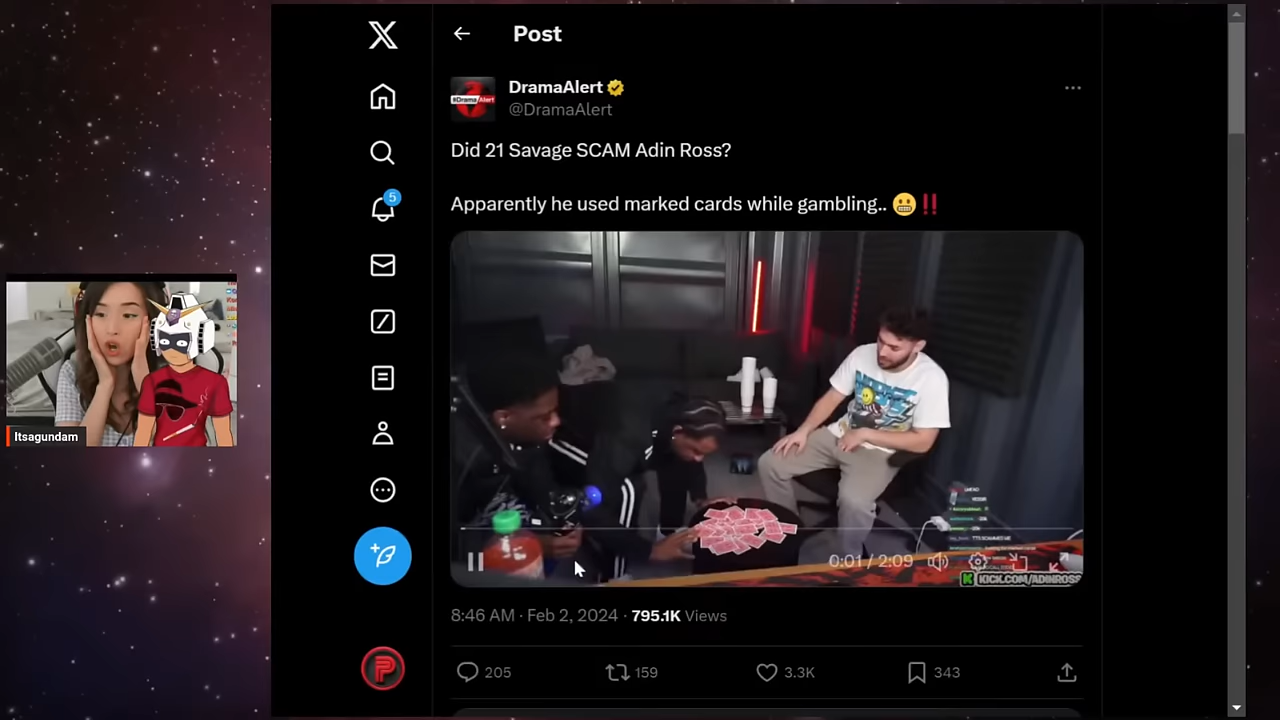 Post
DramaAlert
@DramaAlert
Did 21 Savage SCAM Adin Ross?
Apparently he used marked cards while gambling.. 😬‼️
5
#DramaAlert
Itsagundam
0:01 / 2:09
KICK.COM/ADINROSS
8:46 AM · Feb 2, 2024 · 795.1K Views
205
159
3.3K
343